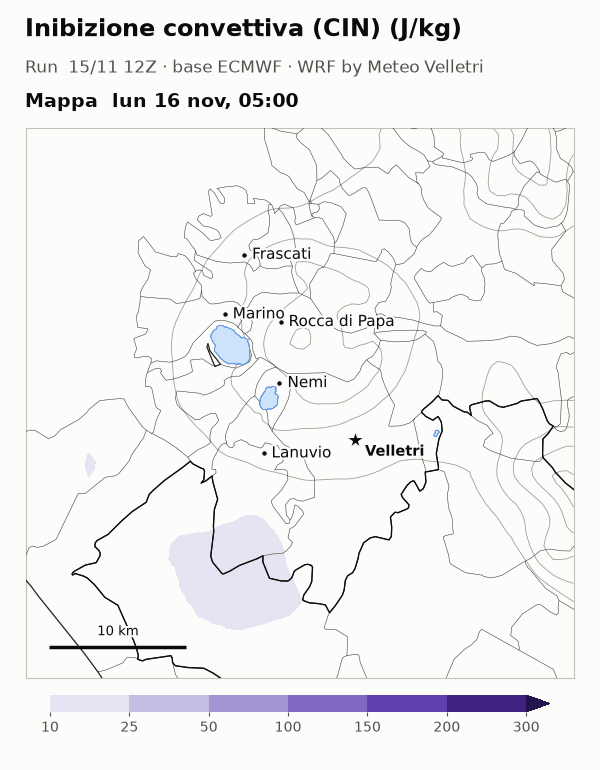 Inibizione convettiva (CIN) (J/kg)
Run  15/11 12Z · base ECMWF · WRF by Meteo Velletri
Mappa  lun 16 nov, 05:00
Frascati
Marino
Rocca di Papa
Nemi
Velletri
Lanuvio
10 km
10 25 50 100 150 200 300